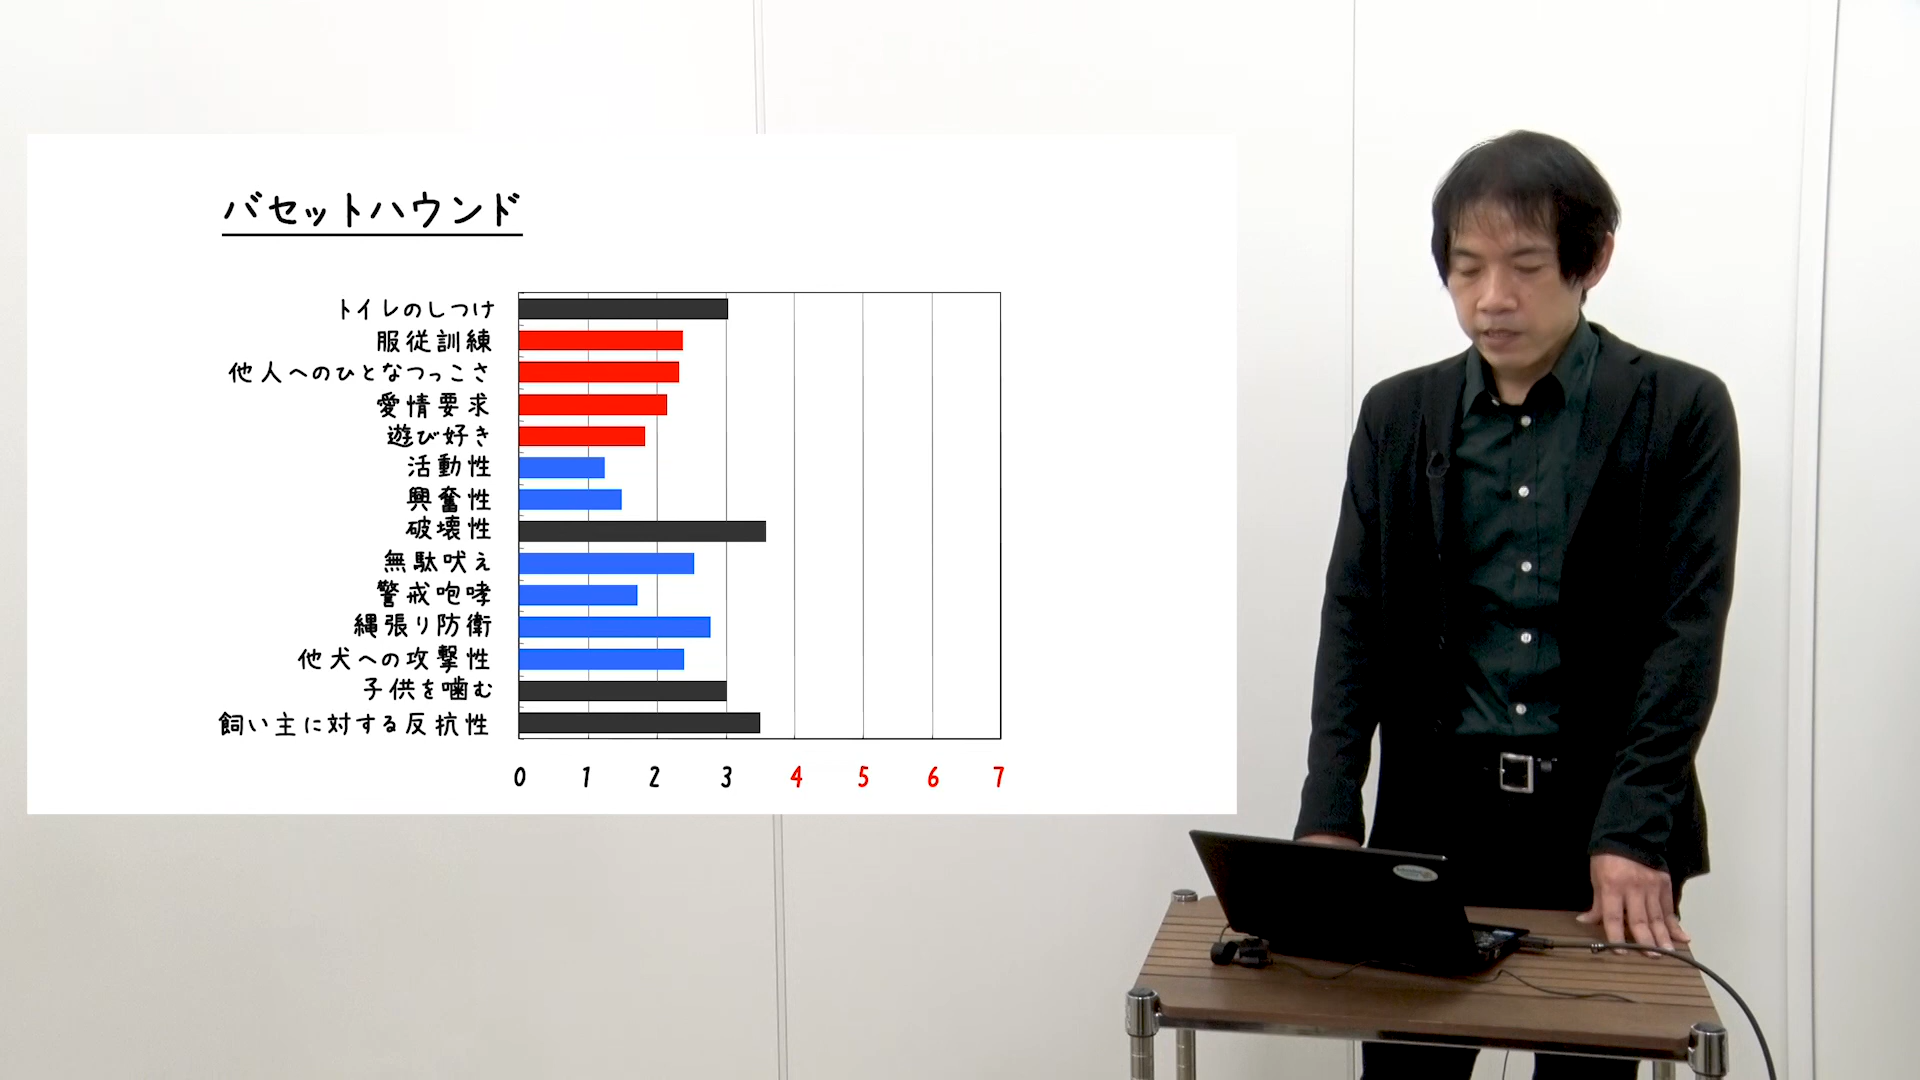 バセットハウンド
トイレのしつけ
服従訓練
他人へのひとなつっこさ
愛情要求
遊び好き
活動性
興奮性
破壊性
無駄吠え
警戒咆哮
縄張り防衛
他犬への攻撃性
子供を噛む
飼い主に対する反抗性
0 1 2 3 4 5 6 7